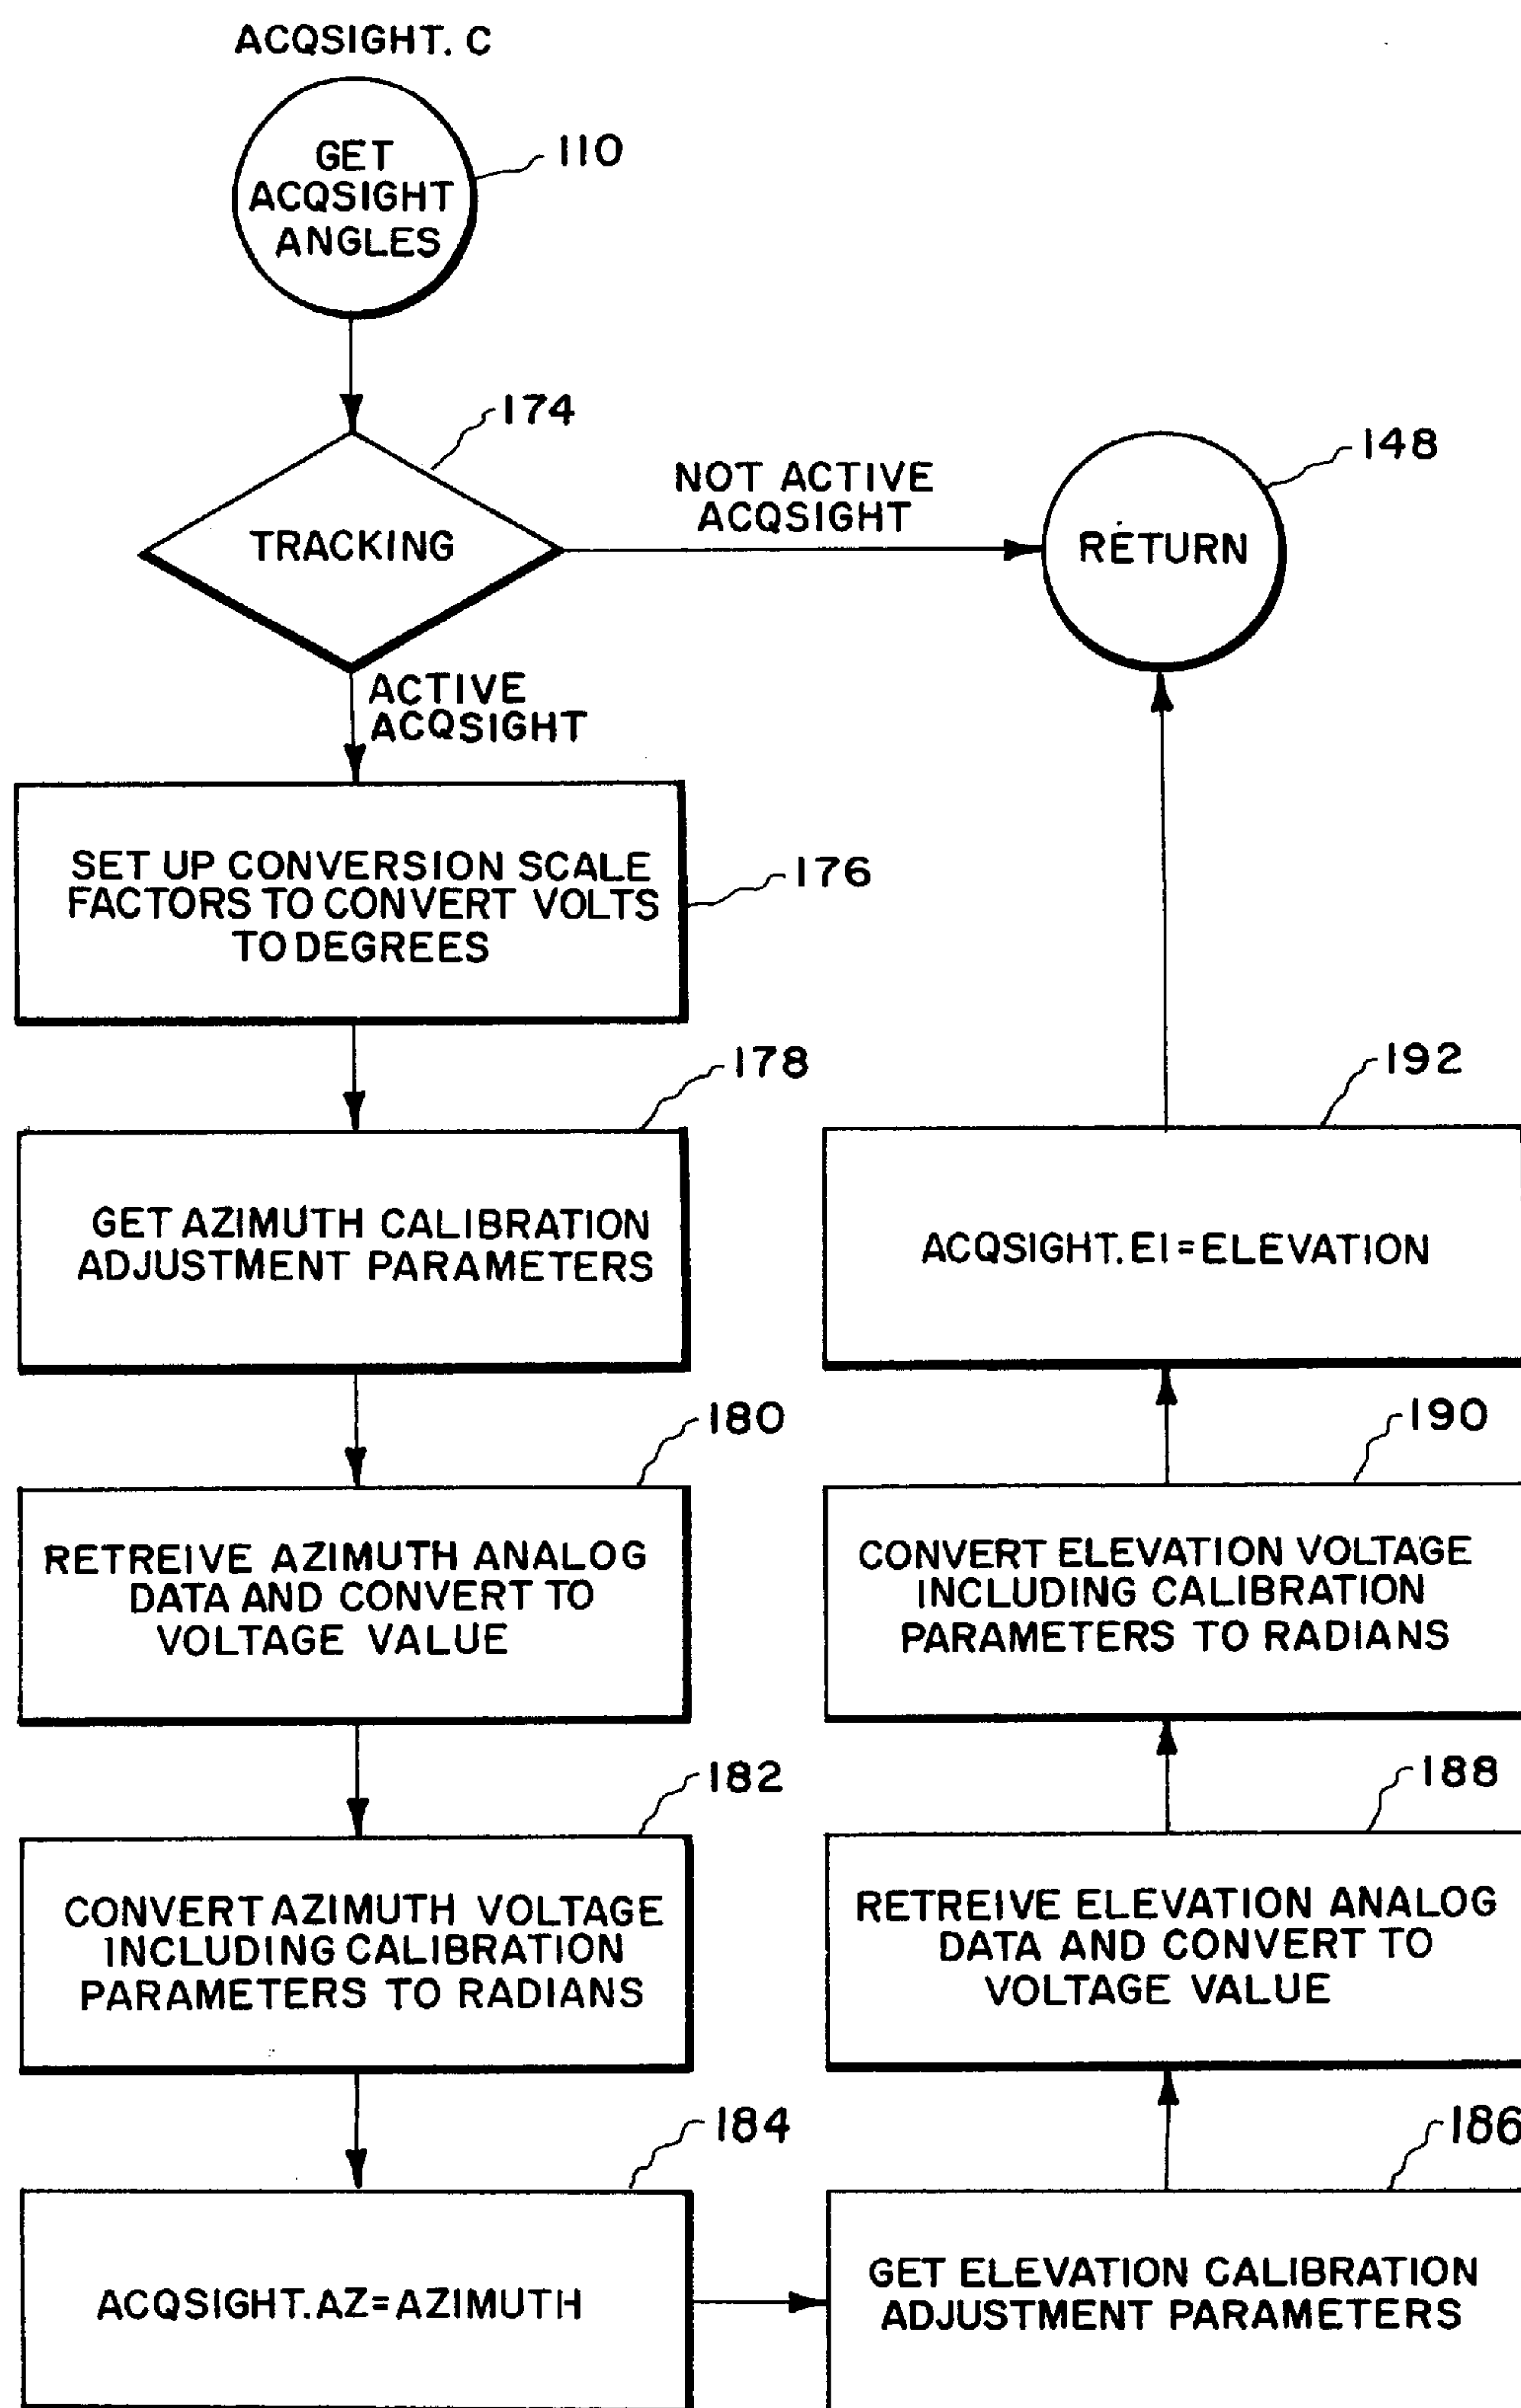 ACQSIGHT. C
GET
ACQSIGHT
ANGLES
110
174
TRACKING
NOT ACTIVE
ACQSIGHT
148
RETURN
ACTIVE
ACQSIGHT
SET UP CONVERSION SCALE
FACTORS TO CONVERT VOLTS
TO DEGREES
176
178
GET AZIMUTH CALIBRATION
ADJUSTMENT PARAMETERS
180
RETREIVE AZIMUTH ANALOG
DATA AND CONVERT TO
VOLTAGE VALUE
182
CONVERT AZIMUTH VOLTAGE
INCLUDING CALIBRATION
PARAMETERS TO RADIANS
184
ACQSIGHT.AZ=AZIMUTH
186
GET ELEVATION CALIBRATION
ADJUSTMENT PARAMETERS
188
RETREIVE ELEVATION ANALOG
DATA AND CONVERT TO
VOLTAGE VALUE
190
CONVERT ELEVATION VOLTAGE
INCLUDING CALIBRATION
PARAMETERS TO RADIANS
192
ACQSIGHT.El=ELEVATION